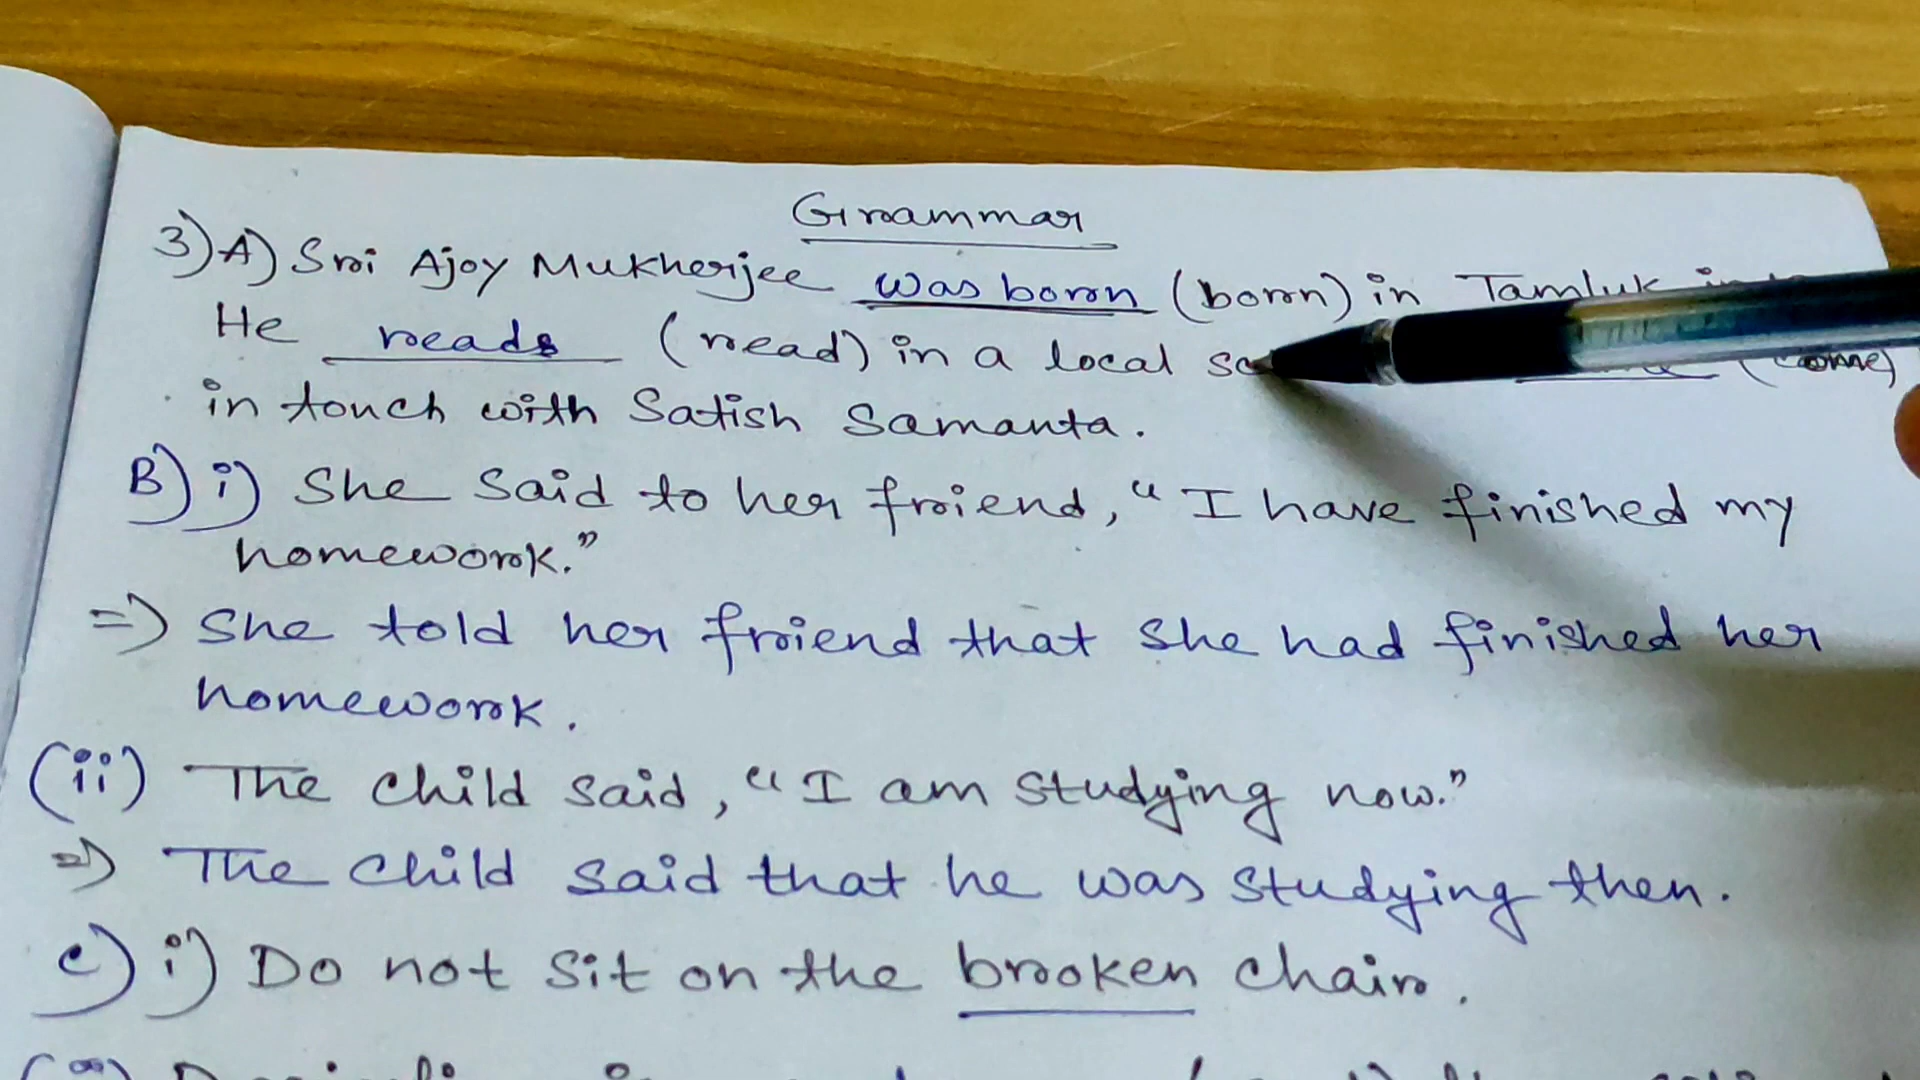 Grammar
3) A) Sri Ajoy Mukherjee was born (born) in Tamluk in
He reads (read) in a local (come)
in touch with Satish Samanta.
B) i) She said to her friend, "I have finished my
homework."
=> She told her friend that she had finished her
homework.
(ii) The child said, "I am studying now."
=> The child said that he was studying then.
C) i) Do not sit on the broken chair.